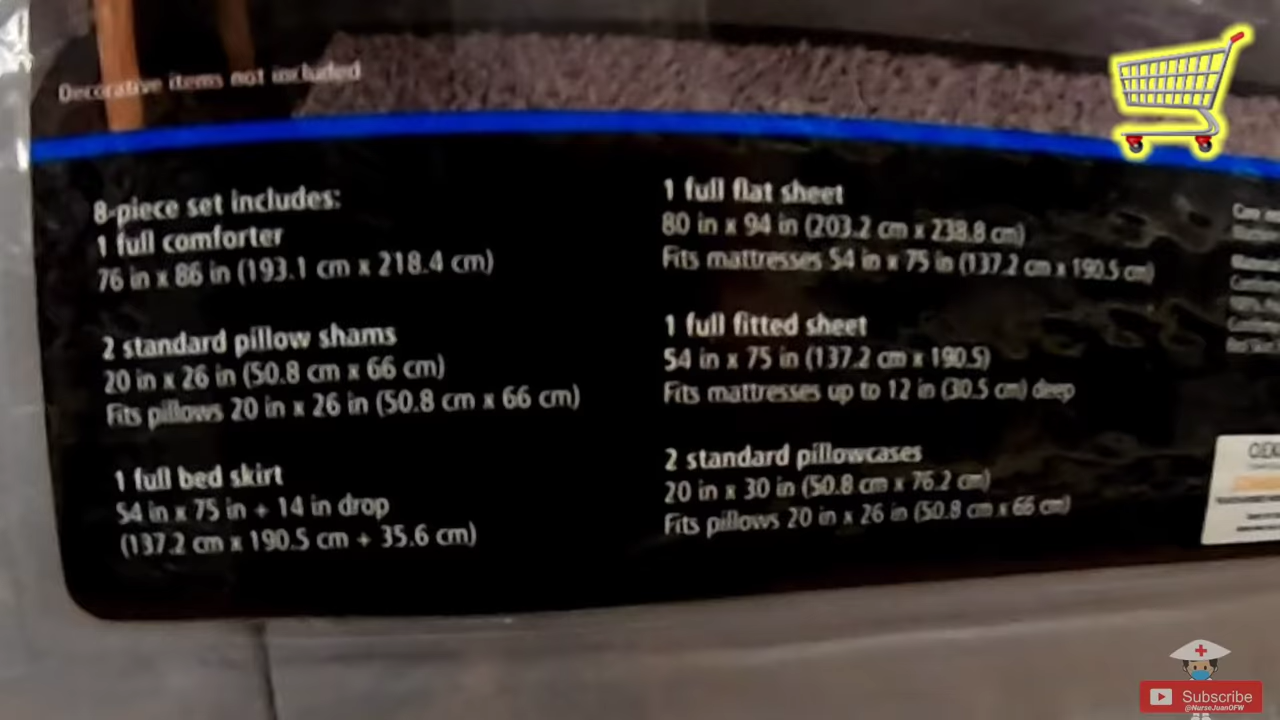 Decorative items not included
8-piece set includes:
1 full comforter
76 in x 86 in (193.1 cm x 218.4 cm)
2 standard pillow shams
20 in x 26 in (50.8 cm x 66 cm)
Fits pillows 20 in x 26 in (50.8 cm x 66 cm)
1 full bed skirt
54 in x 75 in + 14 in drop
(137.2 cm x 190.5 cm + 35.6 cm)
1 full flat sheet
80 in x 94 in (203.2 cm x 238.8 cm)
Fits mattresses 54 in x 75 in (137.2 cm x 190.5 cm)
1 full fitted sheet
54 in x 75 in (137.2 cm x 190.5)
Fits mattresses up to 12 in (30.5 cm) deep
2 standard pillowcases
20 in x 30 in (50.8 cm x 76.2 cm)
Fits pillows 20 in x 26 in (50.8 cm x 66 cm)
Subscribe
@NurseJuanOFW